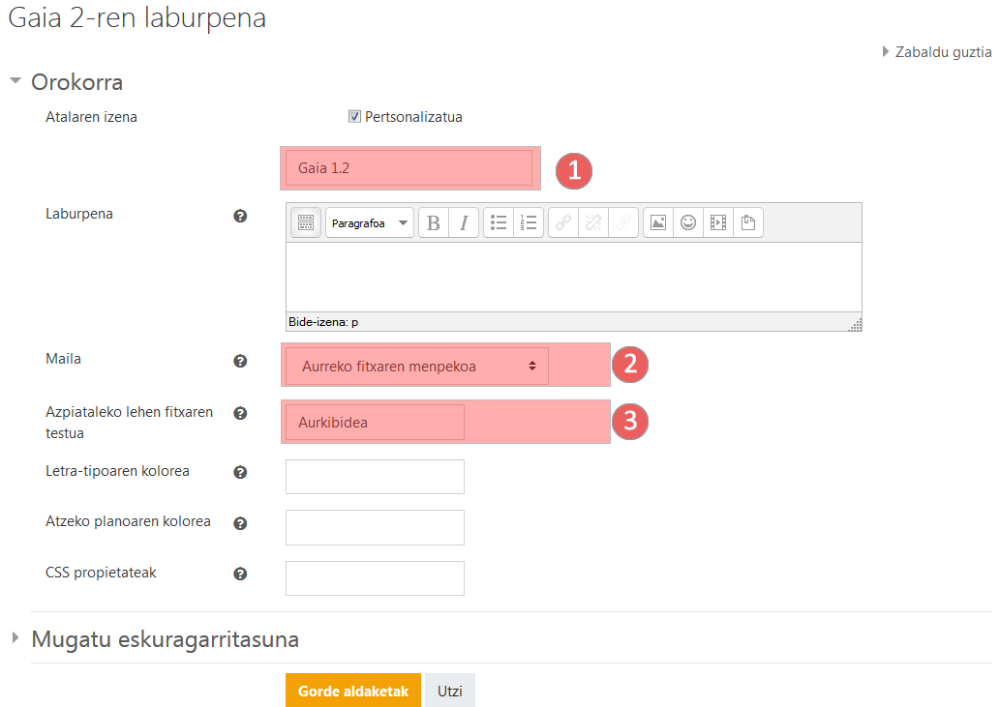 Gaia 2-ren laburpena
Zabaldu guztia
Orokorra
Atalaren izena
Pertsonalizatua
Gaia 1.2
1
Laburpena
Paragrafoa
B I
Bide-izena: p
Maila
Aurreko fitxaren menpekoa
2
Azpiataleko lehen fitxaren
testua
Aurkibidea
3
Letra-tipoaren kolorea
Atzeko planoaren kolorea
CSS propietateak
Mugatu eskuragarritasuna
Gorde aldaketak
Utzi